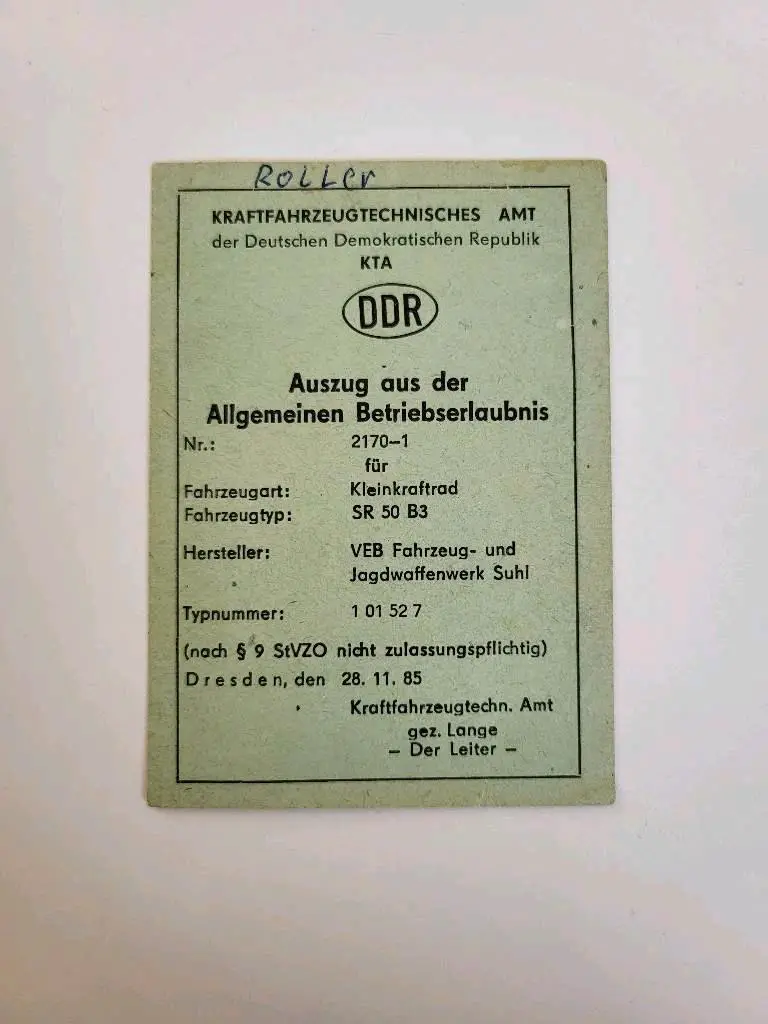 Roller
KRAFTFAHRZEUGTECHNISCHES AMT
der Deutschen Demokratischen Republik
KTA
DDR
Auszug aus der
Allgemeinen Betriebserlaubnis
Nr.: 2170–1
für
Fahrzeugart: Kleinkraftrad
Fahrzeugtyp: SR 50 B3
Hersteller: VEB Fahrzeug- und
Jagdwaffenwerk Suhl
Typnummer: 1 01 52 7
(nach § 9 StVZO nicht zulassungspflichtig)
Dresden, den 28. 11. 85
Kraftfahrzeugtechn. Amt
gez. Lange
– Der Leiter –